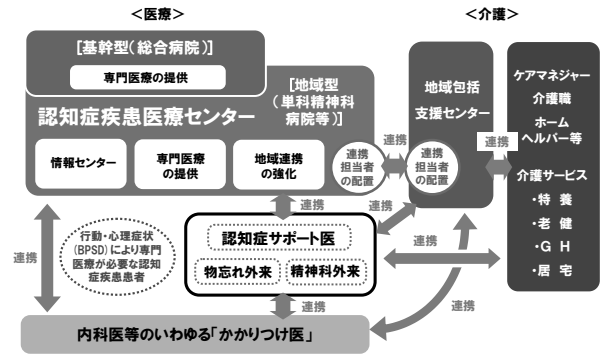 ＜医療＞
＜介護＞
［基幹型（総合病院）］
専門医療の提供
［地域型
（単科精神科
病院等）］
認知症疾患医療センター
情報センター
専門医療
の提供
地域連携
の強化
連携
担当者
の配置
連携
連携
担当者
の配置
地域包括
支援センター
連携
ケアマネジャー
介護職
ホーム
ヘルパー等
介護サービス
・特 養
・老 健
・G H
・居 宅
連携
行動・心理症状
(BPSD)により専門
医療が必要な認知
症疾患患者
連携
連携
認知症サポート医
物忘れ外来
精神科外来
連携
連携
連携
内科医等のいわゆる「かかりつけ医」